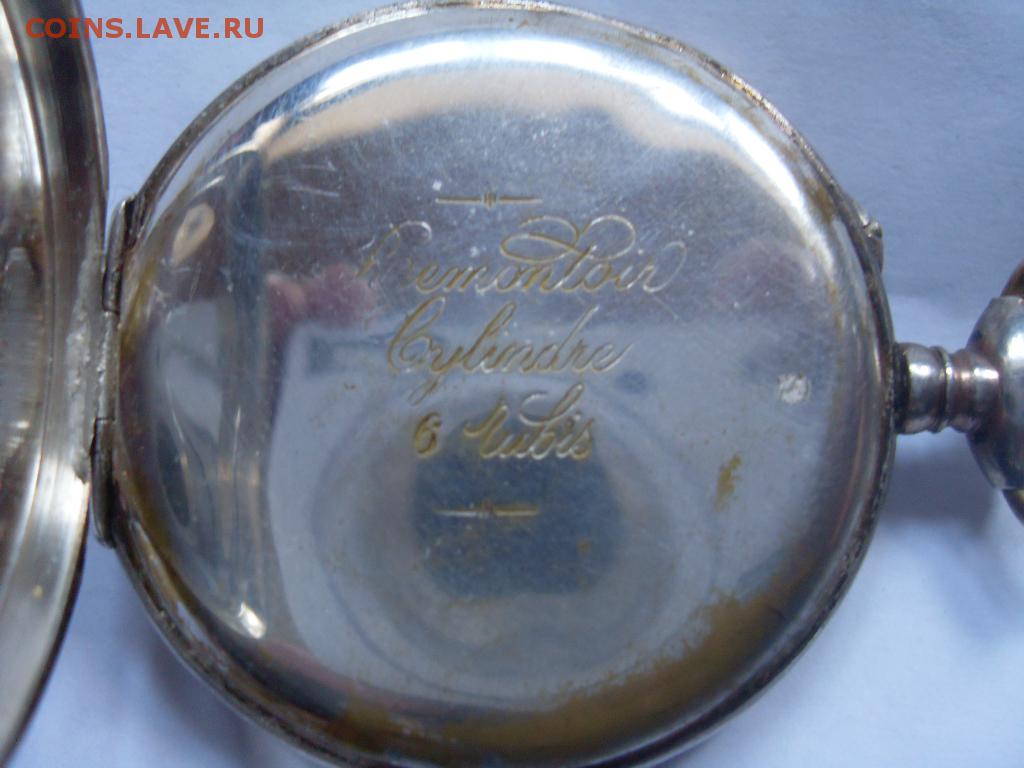 COINS.LAVE.RU
Remontoir
Cylindre
6 Rubis